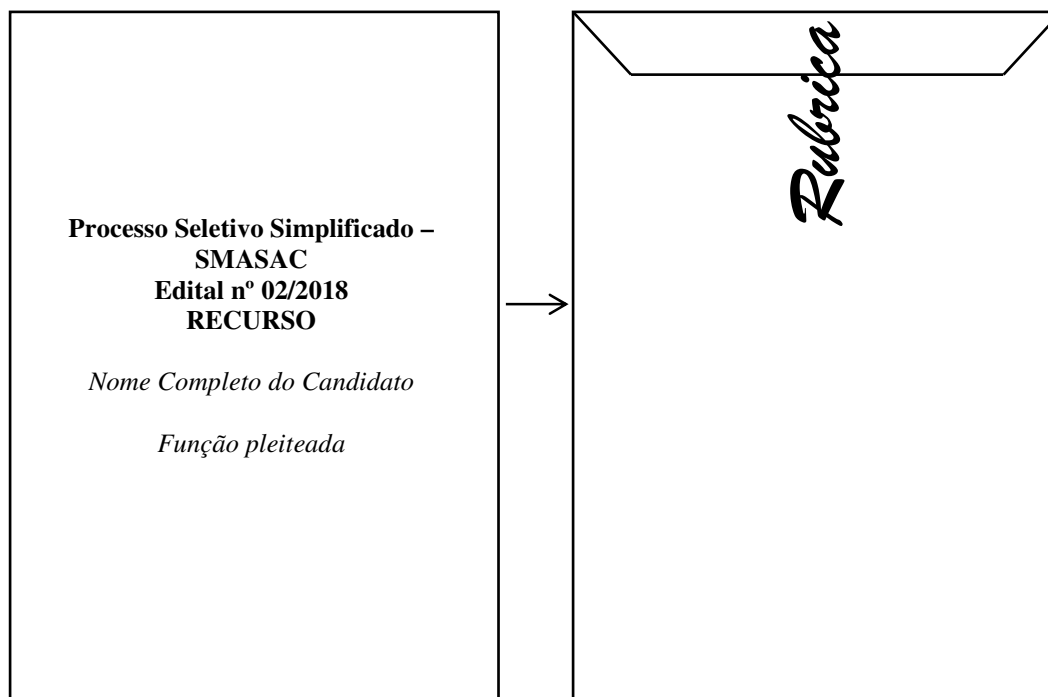 Processo Seletivo Simplificado –
SMASAC
Edital nº 02/2018
RECURSO
Nome Completo do Candidato
Função pleiteada
Rubrica